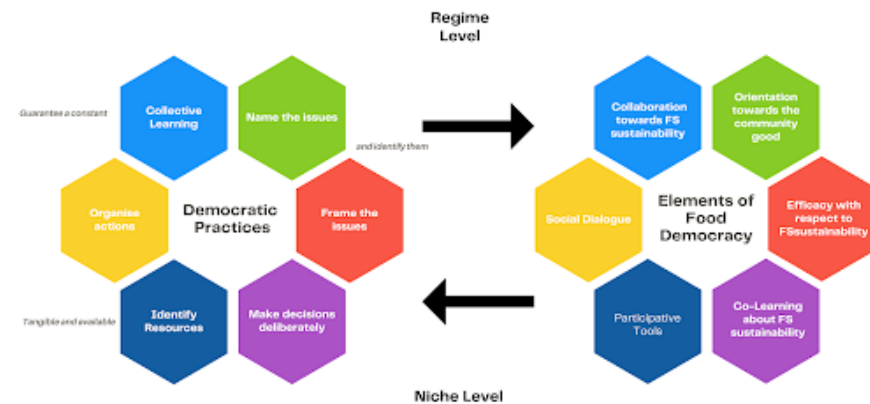 Regime
Level
Guarantee a constant
Collective
Learning
Name the issues
and identify them
Organise
actions
Democratic
Practices
Frame the
issues
Tangible and available
Identify
Resources
Make decisions
deliberately
Collaboration
towards FS
sustainability
Orientation
towards the
community
good
Social Dialogue
Elements of
Food
Democracy
Efficacy with
respect to
FSsustainability
Participative
Tools
Co-Learning
about FS
sustainability
Niche Level